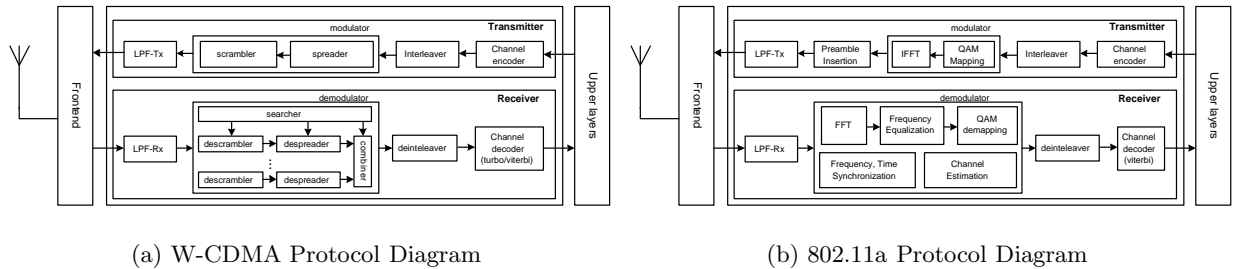 Transmitter
modulator
LPF-Tx
scrambler
spreader
Interleaver
Channel
encoder
Frontend
Upper layers
Receiver
demodulator
searcher
LPF-Rx
descrambler
despreader
combiner
...
descrambler
despreader
deinteleaver
Channel
decoder
(turbo/viterbi)
(a) W-CDMA Protocol Diagram
Transmitter
modulator
LPF-Tx
Preamble
Insertion
IFFT
QAM
Mapping
Interleaver
Channel
encoder
Frontend
Upper layers
Receiver
demodulator
LPF-Rx
FFT
Frequency
Equalization
QAM
demapping
Frequency, Time
Synchronization
Channel
Estimation
deinteleaver
Channel
decoder
(viterbi)
(b) 802.11a Protocol Diagram